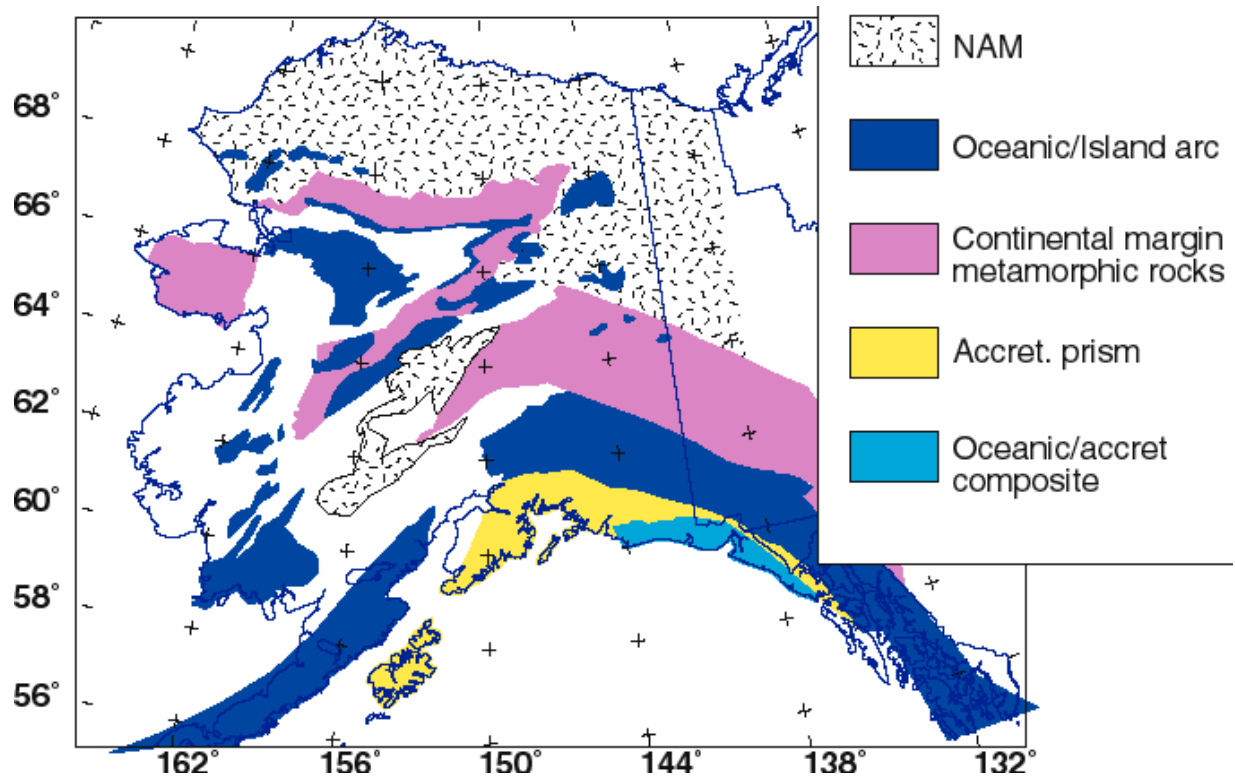 NAM
Oceanic/Island arc
Continental margin
metamorphic rocks
Accret. prism
Oceanic/accret
composite
68°
66°
64°
62°
60°
58°
56°
162° 156° 150° 144° 138° 132°